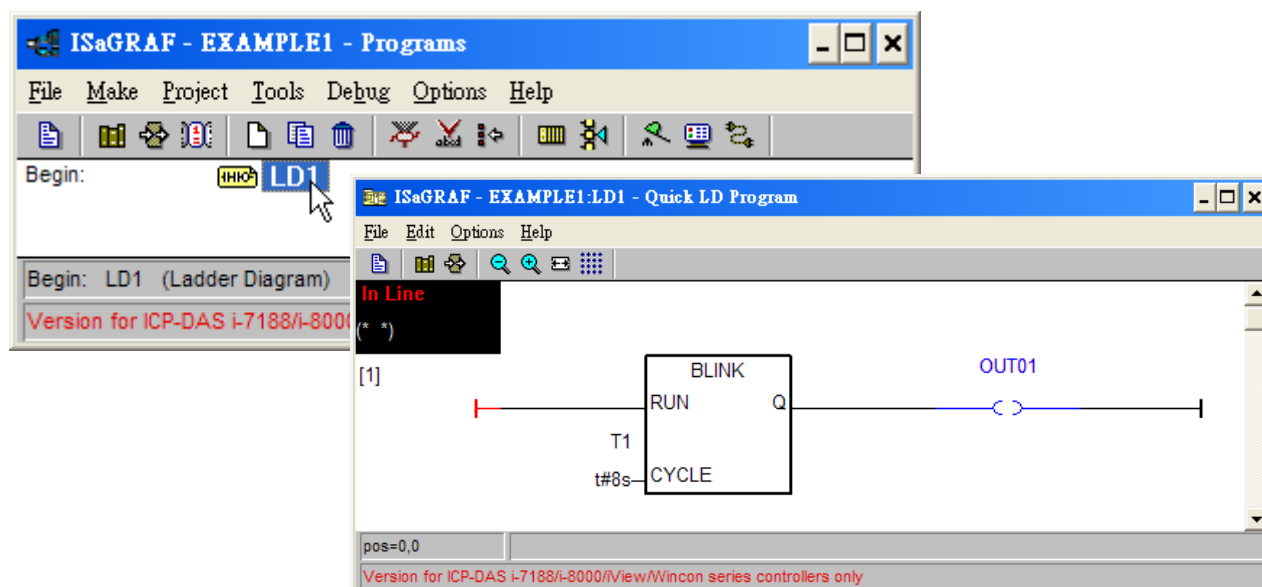 ISaGRAF - EXAMPLE1 - Programs
File Make Project Tools Debug Options Help
Begin: LD1
Begin: LD1 (Ladder Diagram)
Version for ICP-DAS i-7188/i-8000
ISaGRAF - EXAMPLE1:LD1 - Quick LD Program
File Edit Options Help
In Line
(* *)
[1]
BLINK
OUT01
RUN Q
T1
t#8s CYCLE
pos=0,0
Version for ICP-DAS i-7188/i-8000/iView/Wincon series controllers only